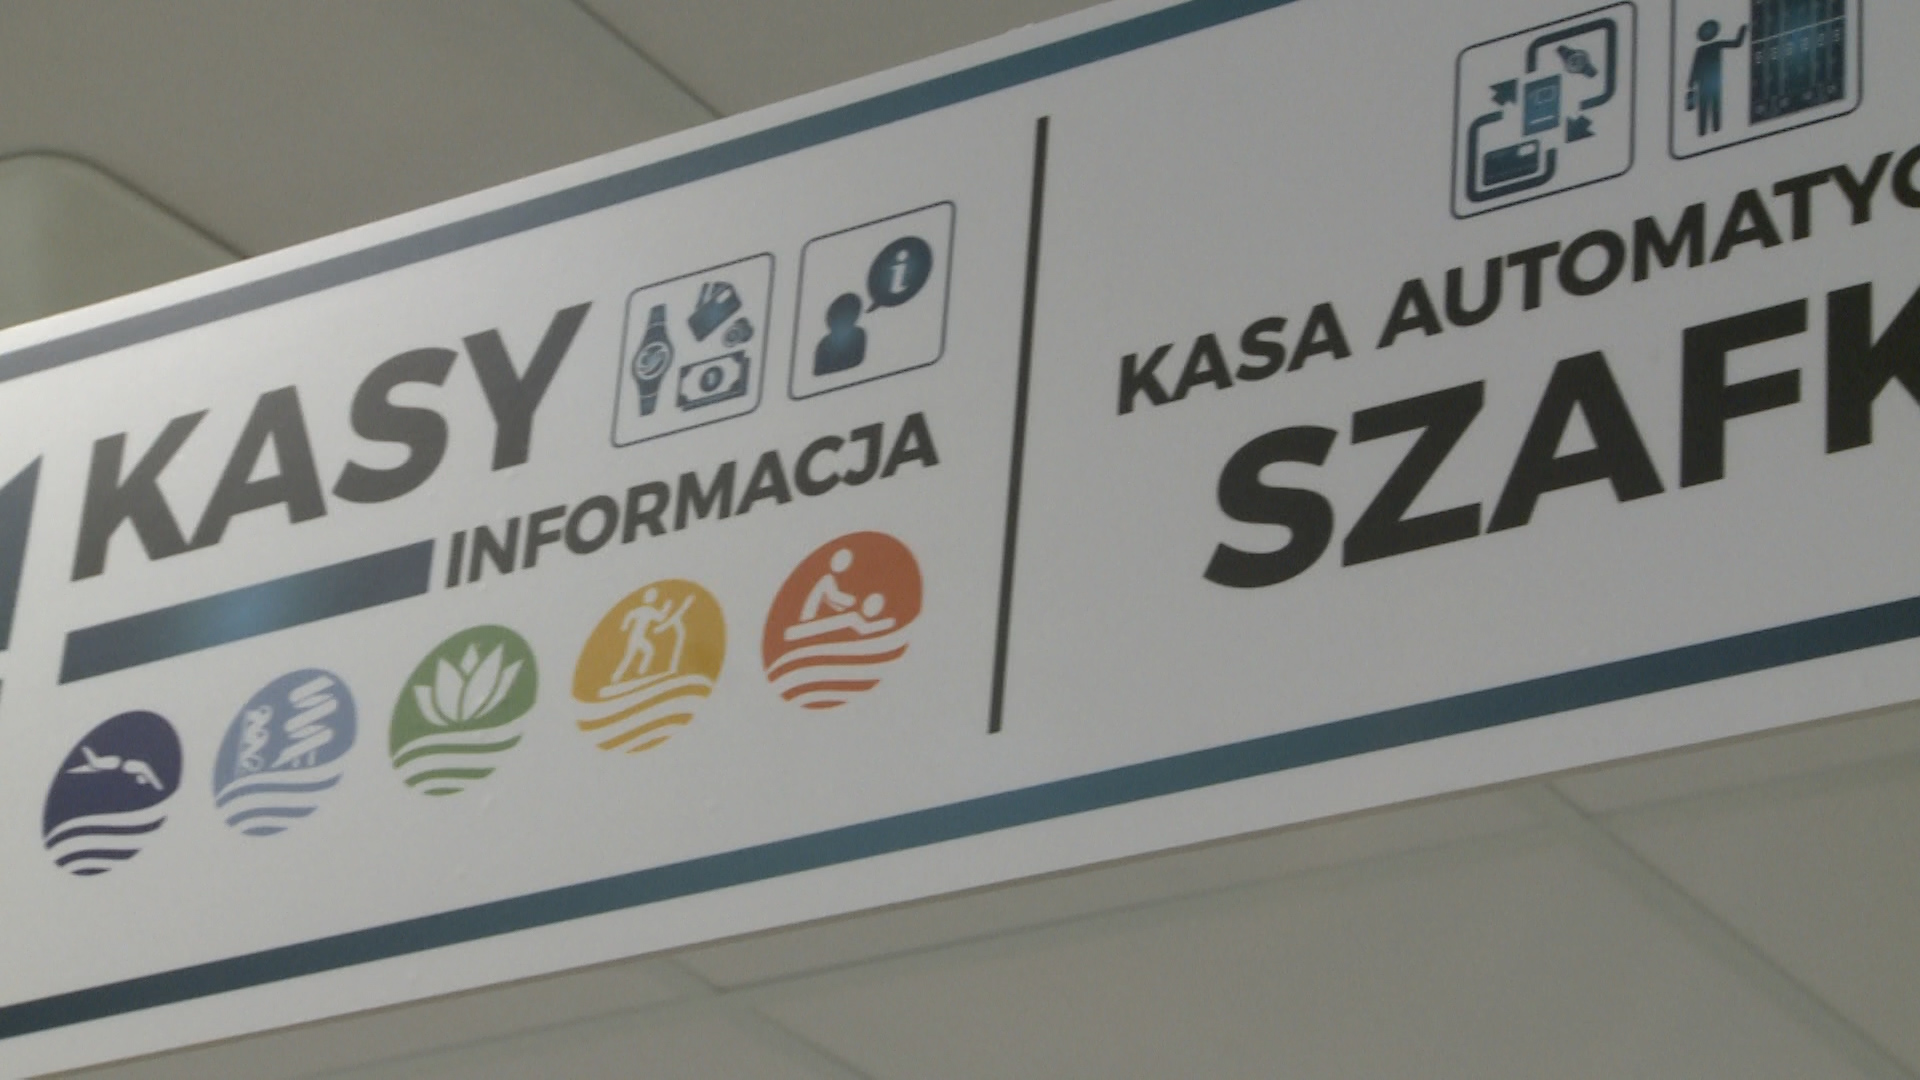 KASY
INFORMACJA
KASA AUTOMATYC
SZAFK